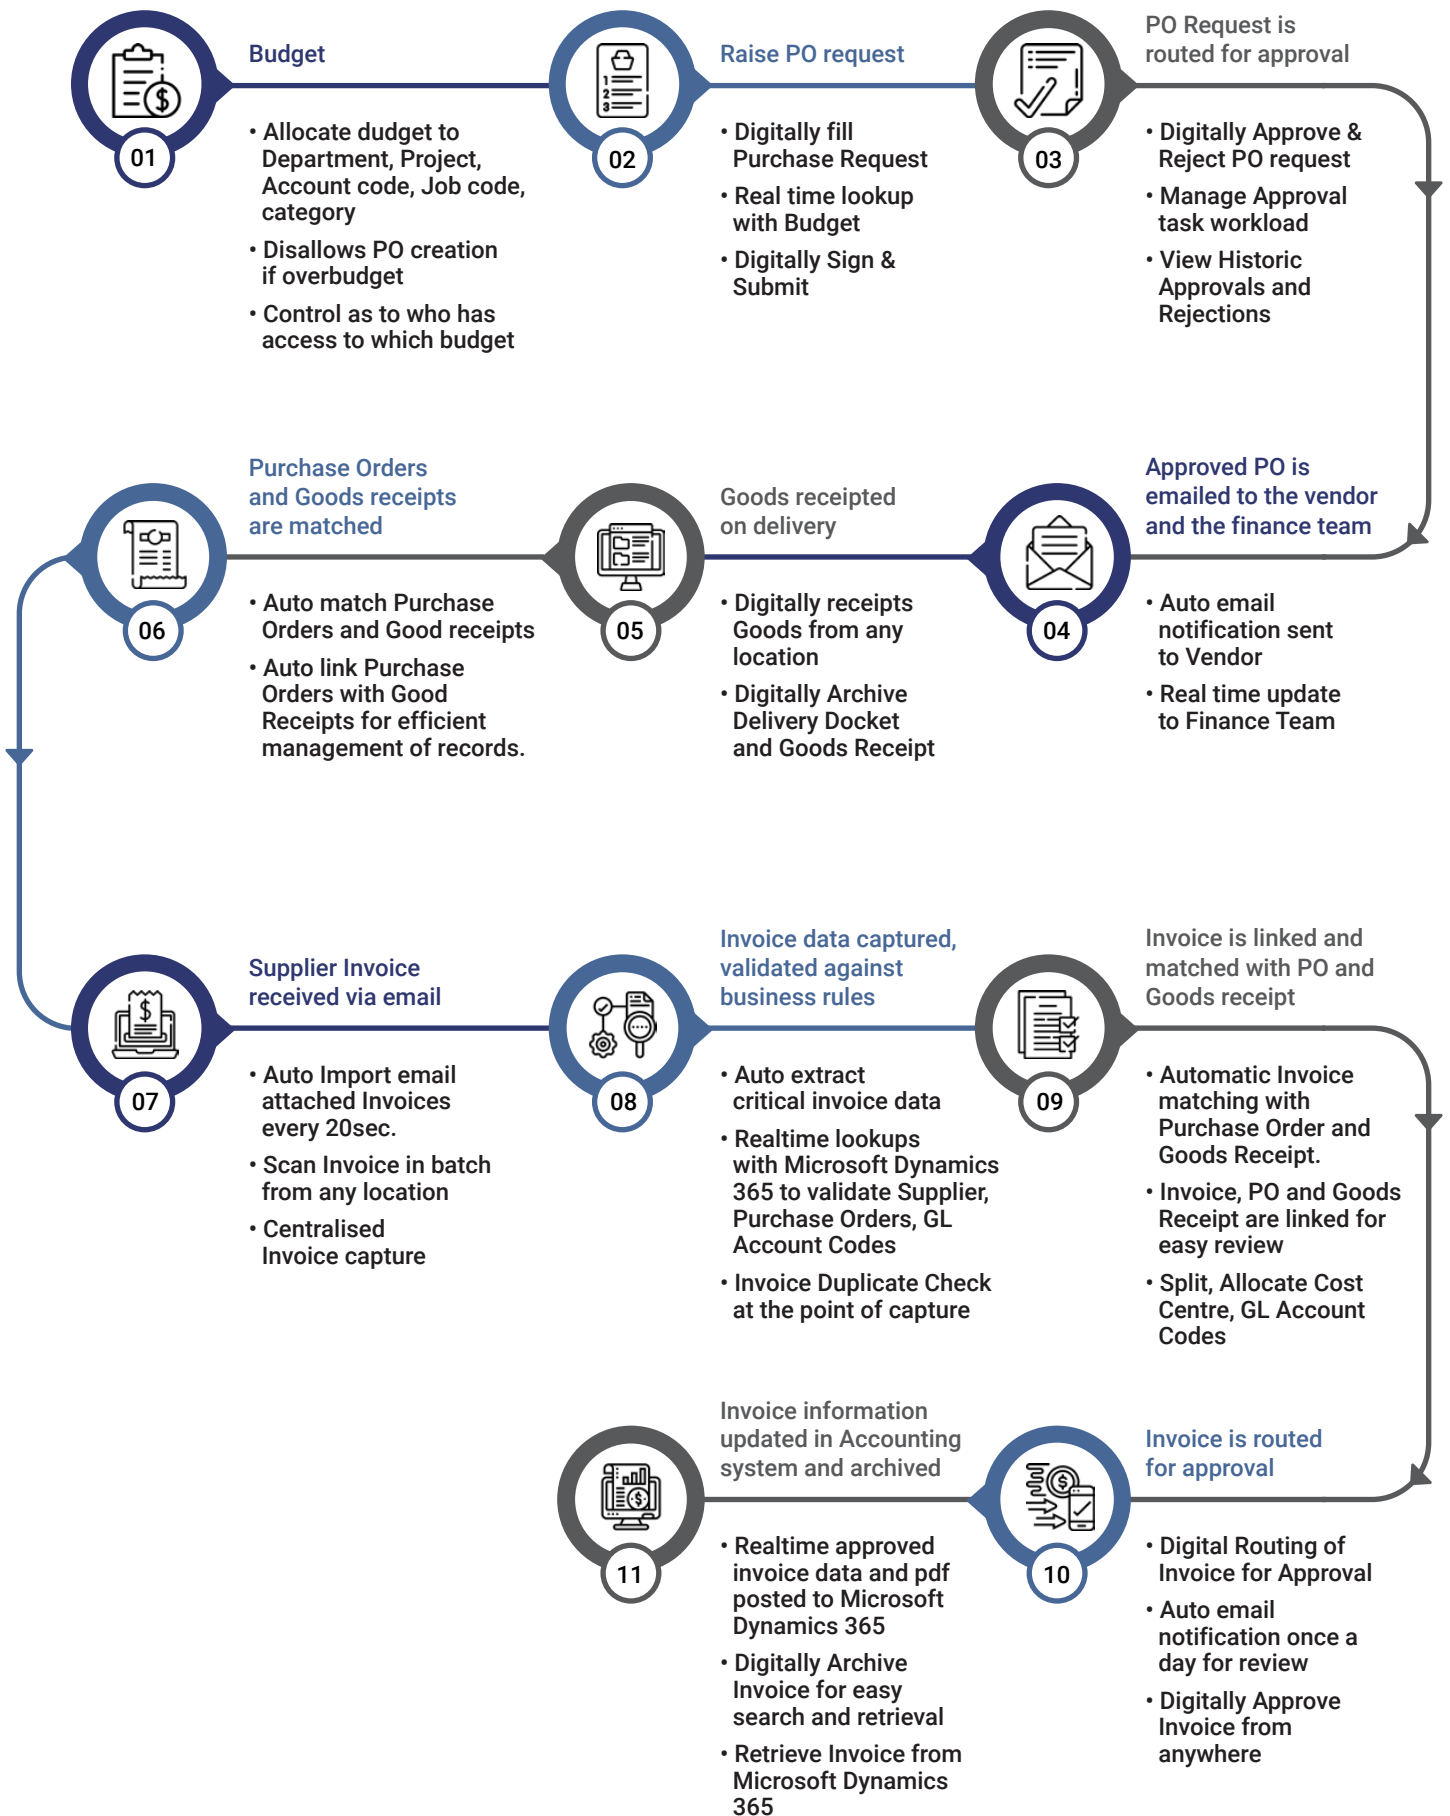 Budget
01
• Allocate dudget to
Department, Project,
Account code, Job code,
category
• Disallows PO creation
if overbudget
• Control as to who has
access to which budget
Raise PO request
1
2
3
02
• Digitally fill
Purchase Request
• Real time lookup
with Budget
• Digitally Sign &
Submit
PO Request is
routed for approval
03
• Digitally Approve &
Reject PO request
• Manage Approval
task workload
• View Historic
Approvals and
Rejections
Approved PO is
emailed to the vendor
and the finance team
04
• Auto email
notification sent
to Vendor
• Real time update
to Finance Team
Goods receipted
on delivery
05
• Digitally receipts
Goods from any
location
• Digitally Archive
Delivery Docket
and Goods Receipt
Purchase Orders
and Goods receipts
are matched
06
• Auto match Purchase
Orders and Good receipts
• Auto link Purchase
Orders with Good
Receipts for efficient
management of records.
Supplier Invoice
received via email
07
• Auto Import email
attached Invoices
every 20sec.
• Scan Invoice in batch
from any location
• Centralised
Invoice capture
Invoice data captured,
validated against
business rules
08
• Auto extract
critical invoice data
• Realtime lookups
with Microsoft Dynamics
365 to validate Supplier,
Purchase Orders, GL
Account Codes
• Invoice Duplicate Check
at the point of capture
Invoice is linked and
matched with PO and
Goods receipt
09
• Automatic Invoice
matching with
Purchase Order and
Goods Receipt.
• Invoice, PO and Goods
Receipt are linked for
easy review
• Split, Allocate Cost
Centre, GL Account
Codes
Invoice is routed
for approval
10
• Digital Routing of
Invoice for Approval
• Auto email
notification once a
day for review
• Digitally Approve
Invoice from
anywhere
Invoice information
updated in Accounting
system and archived
11
• Realtime approved
invoice data and pdf
posted to Microsoft
Dynamics 365
• Digitally Archive
Invoice for easy
search and retrieval
• Retrieve Invoice from
Microsoft Dynamics
365